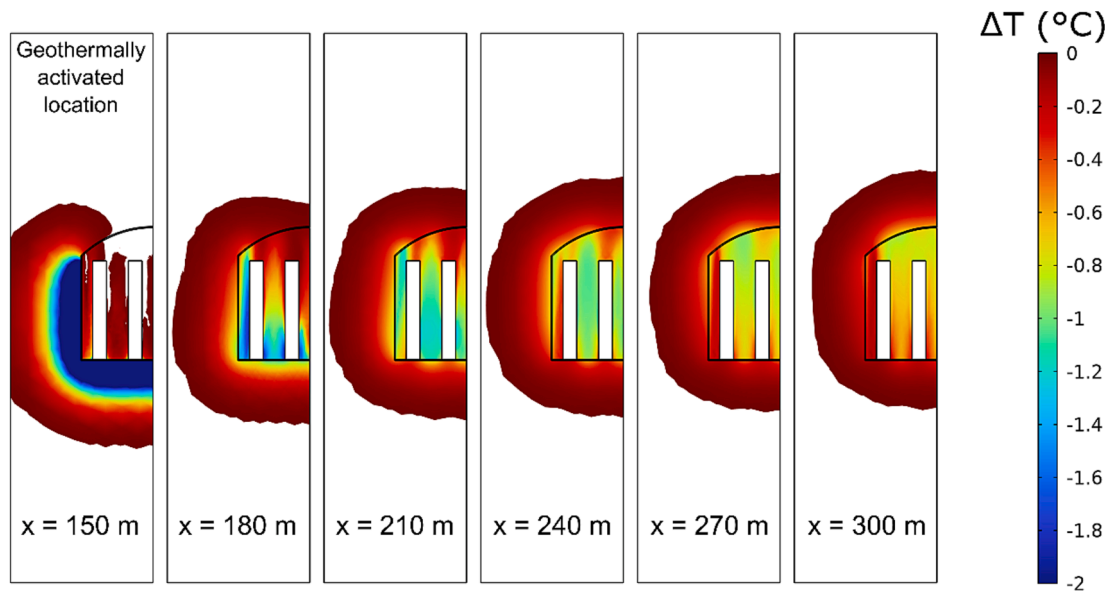 Geothermally
activated
location
x = 150 m
x = 180 m
x = 210 m
x = 240 m
x = 270 m
x = 300 m
ΔT (°C)
0
-0.2
-0.4
-0.6
-0.8
-1
-1.2
-1.4
-1.6
-1.8
-2